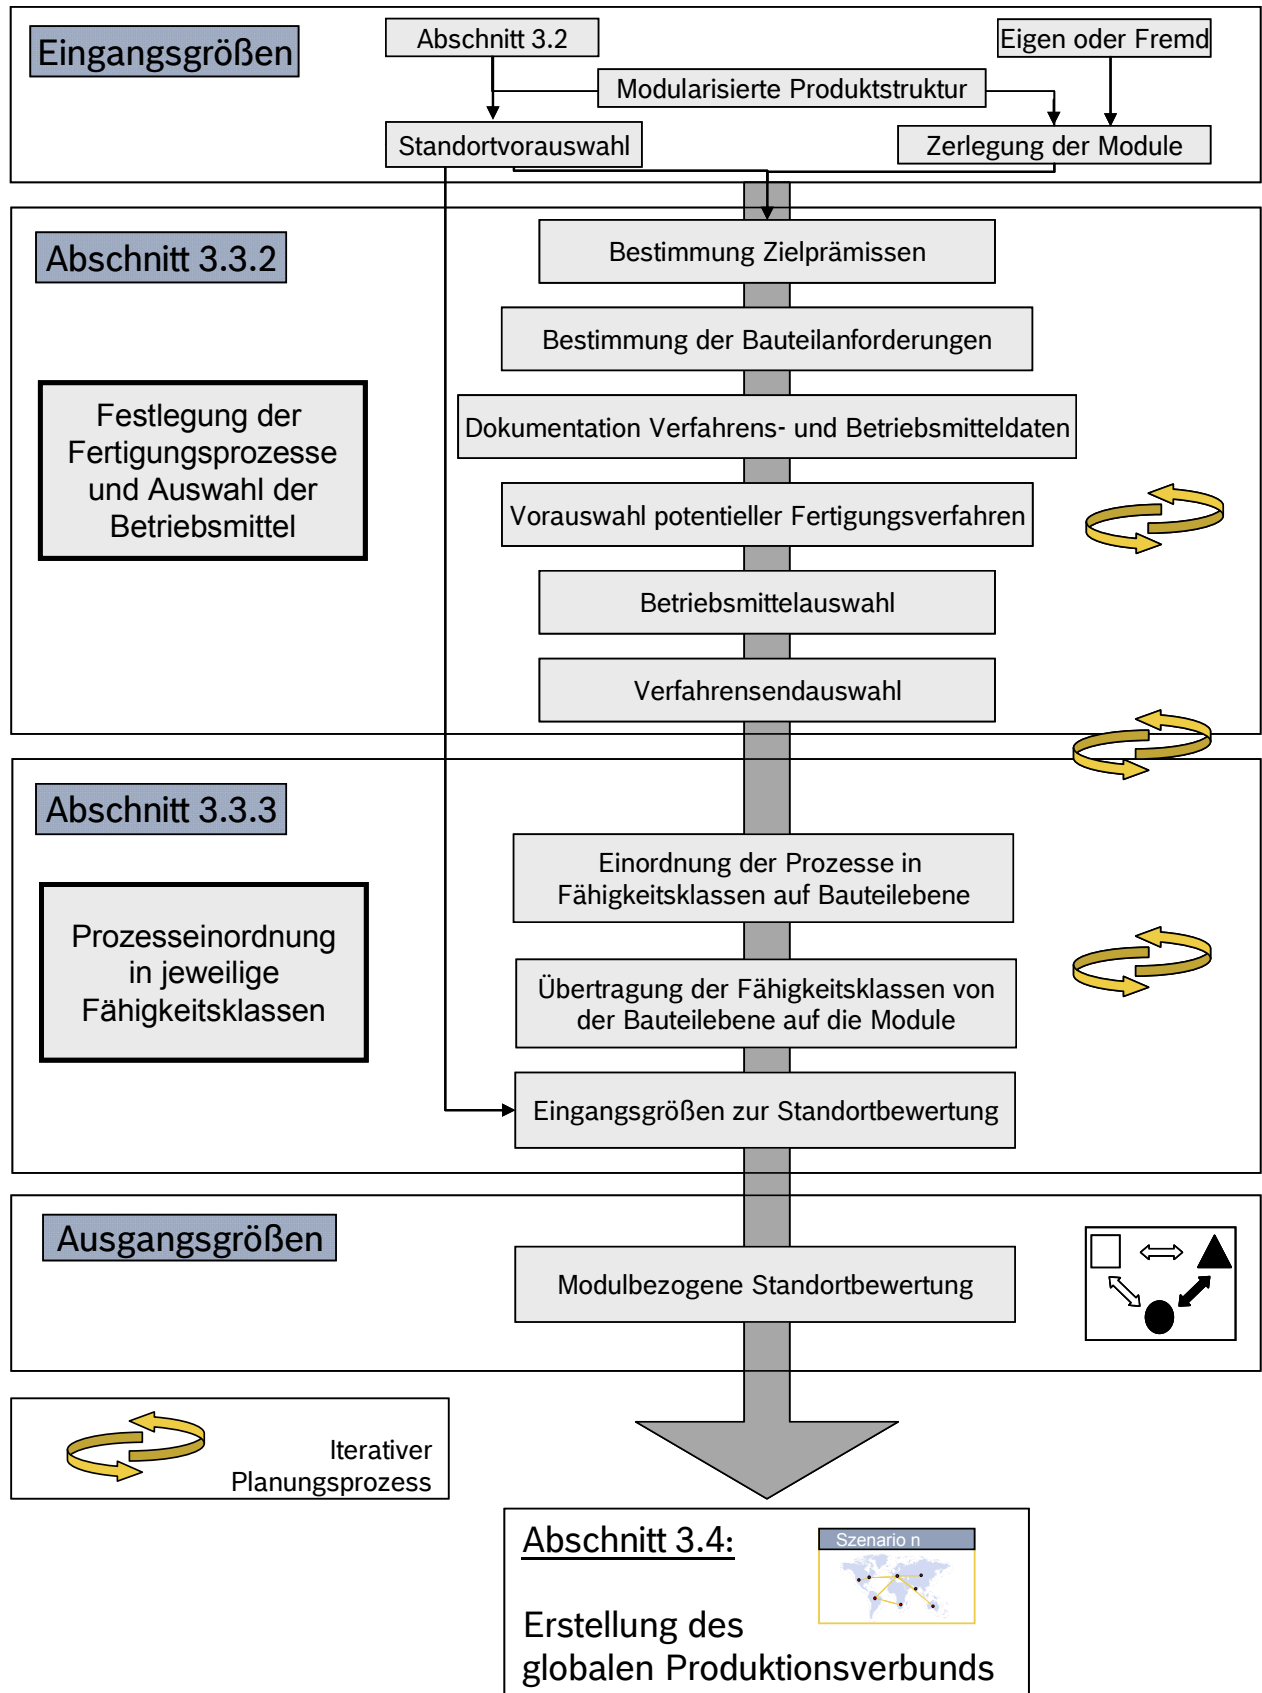 Eingangsgrößen
Abschnitt 3.2
Eigen oder Fremd
Modularisierte Produktstruktur
Standortvorauswahl
Zerlegung der Module
Abschnitt 3.3.2
Bestimmung Zielprämissen
Bestimmung der Bauteilanforderungen
Festlegung der
Fertigungsprozesse
und Auswahl der
Betriebsmittel
Dokumentation Verfahrens- und Betriebsmitteldaten
Vorauswahl potentieller Fertigungsverfahren
Betriebsmittelauswahl
Verfahrensendauswahl
Abschnitt 3.3.3
Prozesseinordnung
in jeweilige
Fähigkeitsklassen
Einordnung der Prozesse in
Fähigkeitsklassen auf Bauteilebene
Übertragung der Fähigkeitsklassen von
der Bauteilebene auf die Module
Eingangsgrößen zur Standortbewertung
Ausgangsgrößen
Modulbezogene Standortbewertung
Iterativer
Planungsprozess
Abschnitt 3.4:
Szenario n
Erstellung des
globalen Produktionsverbunds